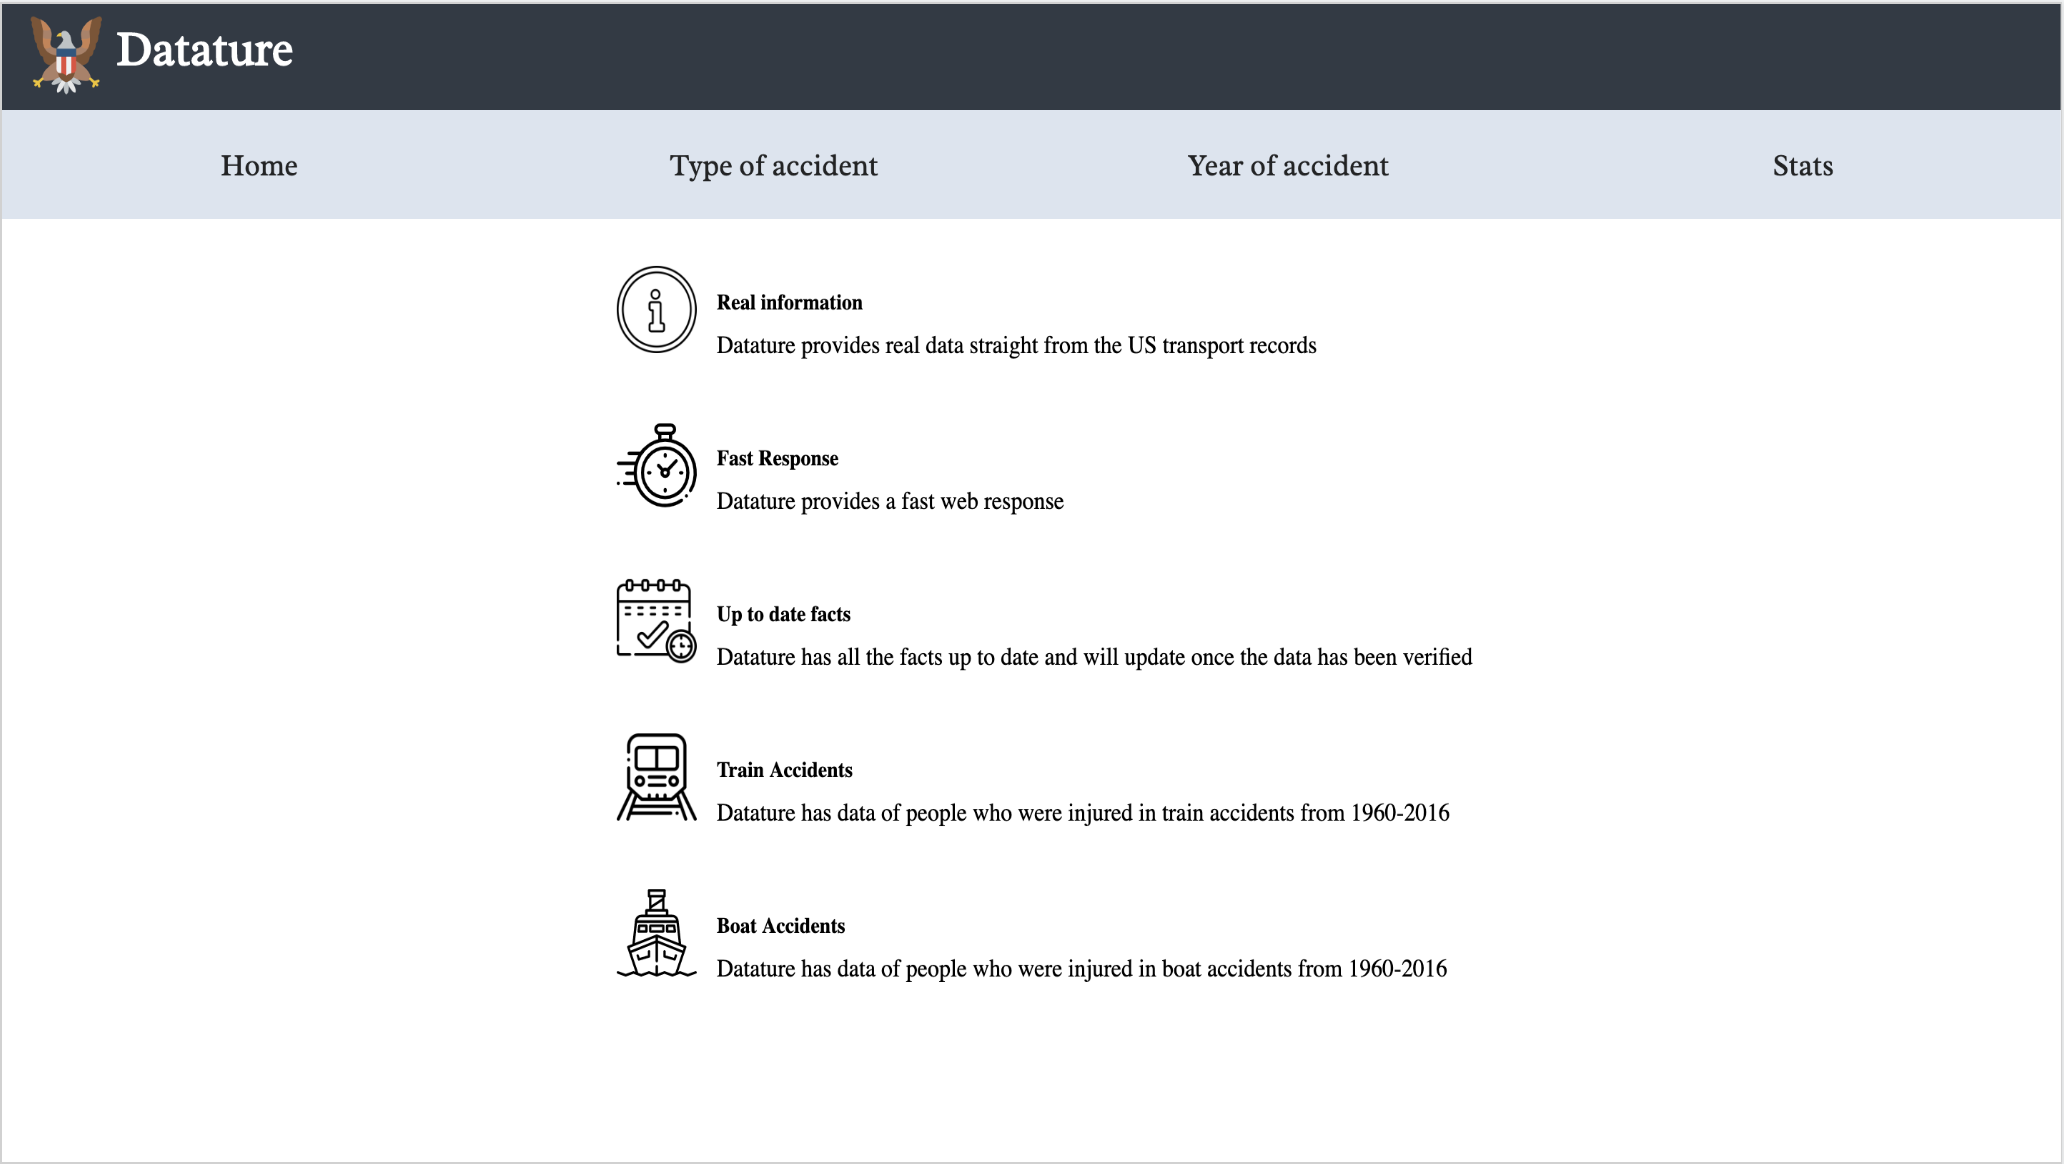 Datature
Home Type of accident Year of accident Stats
Real information
Datature provides real data straight from the US transport records
Fast Response
Datature provides a fast web response
Up to date facts
Datature has all the facts up to date and will update once the data has been verified
Train Accidents
Datature has data of people who were injured in train accidents from 1960-2016
Boat Accidents
Datature has data of people who were injured in boat accidents from 1960-2016